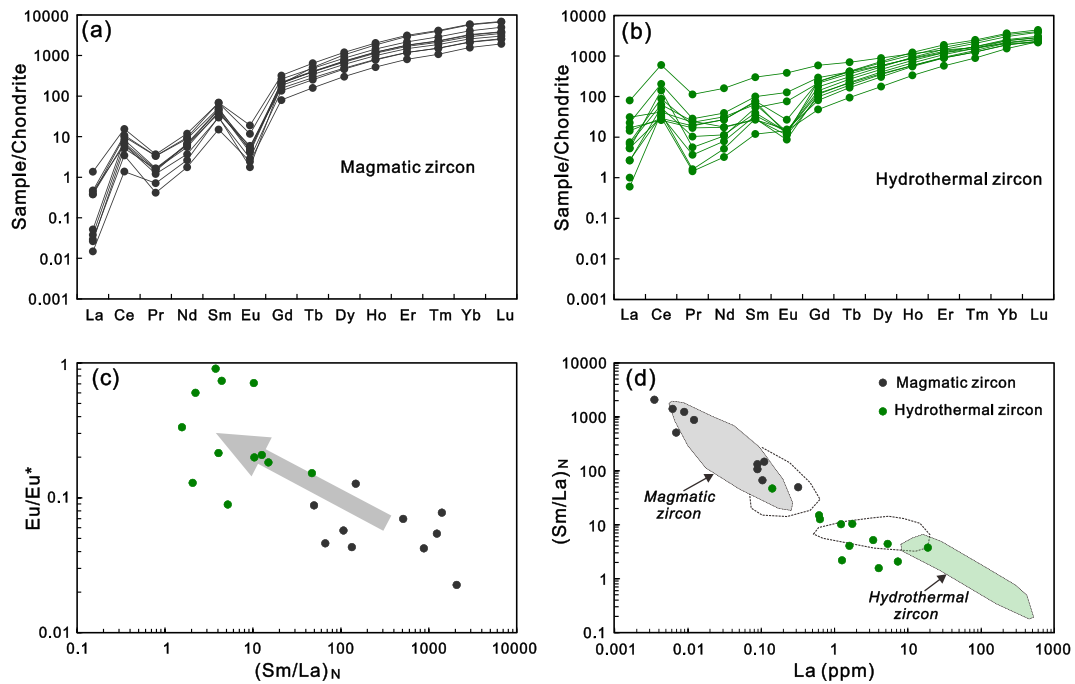 (a)
Sample/Chondrite
10000
1000
100
10
1
0.1
0.01
0.001
Magmatic zircon
La Ce Pr Nd Sm Eu Gd Tb Dy Ho Er Tm Yb Lu
(b)
Sample/Chondrite
10000
1000
100
10
1
0.1
0.01
0.001
Hydrothermal zircon
La Ce Pr Nd Sm Eu Gd Tb Dy Ho Er Tm Yb Lu
(c)
Eu/Eu*
1
0.1
0.01
0.1 1 10 100 1000 10000
(Sm/La)N
(d)
(Sm/La)N
10000
1000
100
10
1
0.1
Magmatic zircon
Hydrothermal zircon
Magmatic
zircon
Hydrothermal
zircon
0.001 0.01 0.10 1 10 100 1000
La (ppm)